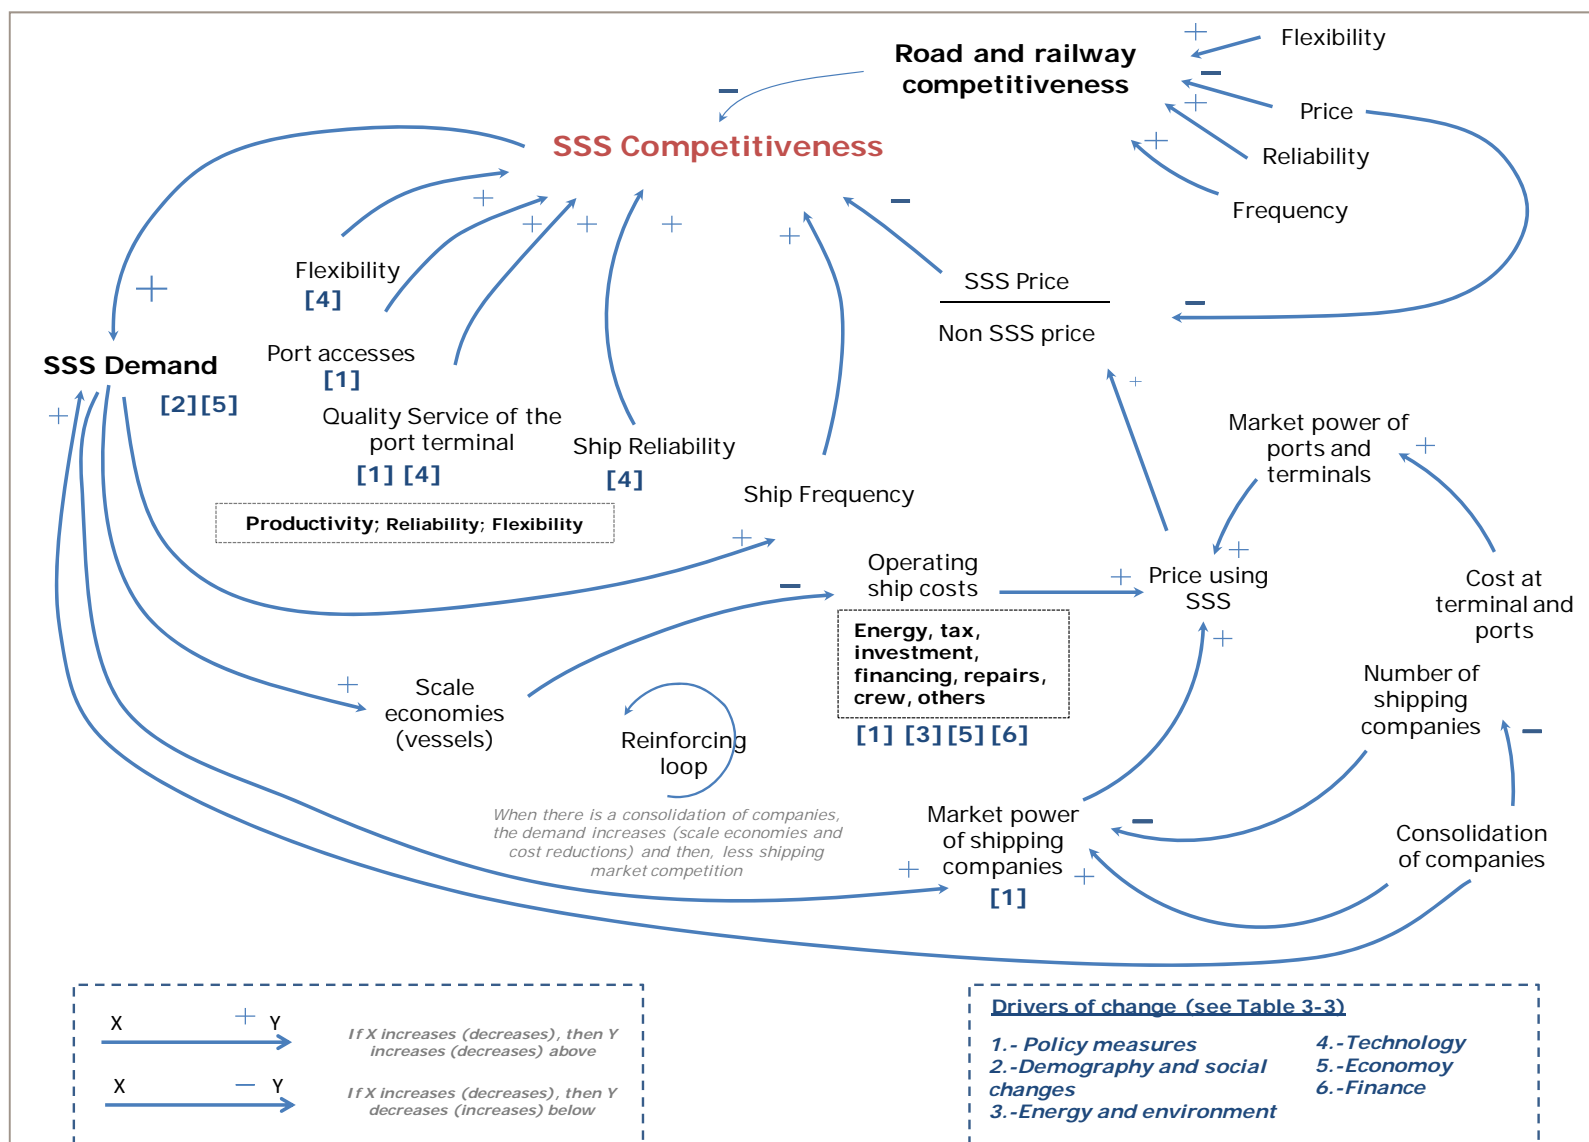 Road and railway
competitiveness
+
Flexibility
−
+
Price
+
Reliability
Frequency
−
SSS Competitiveness
+
+
+
+
+
−
Flexibility
[4]
+
SSS Price
Non SSS price
−
Port accesses
[1]
SSS Demand
[2][5]
+
+
Quality Service of the
port terminal
[1] [4]
Productivity; Reliability; Flexibility
Ship Reliability
[4]
Ship Frequency
+
Market power of
ports and
terminals
+
+
Operating
ship costs
−
+
Price using
SSS
+
Cost at
terminal and
ports
Energy, tax,
investment,
financing, repairs,
crew, others
[1] [3] [5] [6]
+
Scale
economies
(vessels)
Reinforcing
loop
Number of
shipping
companies
−
When there is a consolidation of companies,
the demand increases (scale economies and
cost reductions) and then, less shipping
market competition
Market power
of shipping
companies
[1]
+
+
−
Consolidation
of companies
X + Y
If X increases (decreases), then Y
increases (decreases) above
X − Y
If X increases (decreases), then Y
decreases (increases) below
Drivers of change (see Table 3-3)
1.- Policy measures
2.-Demography and social
changes
3.-Energy and environment
4.-Technology
5.-Economoy
6.-Finance